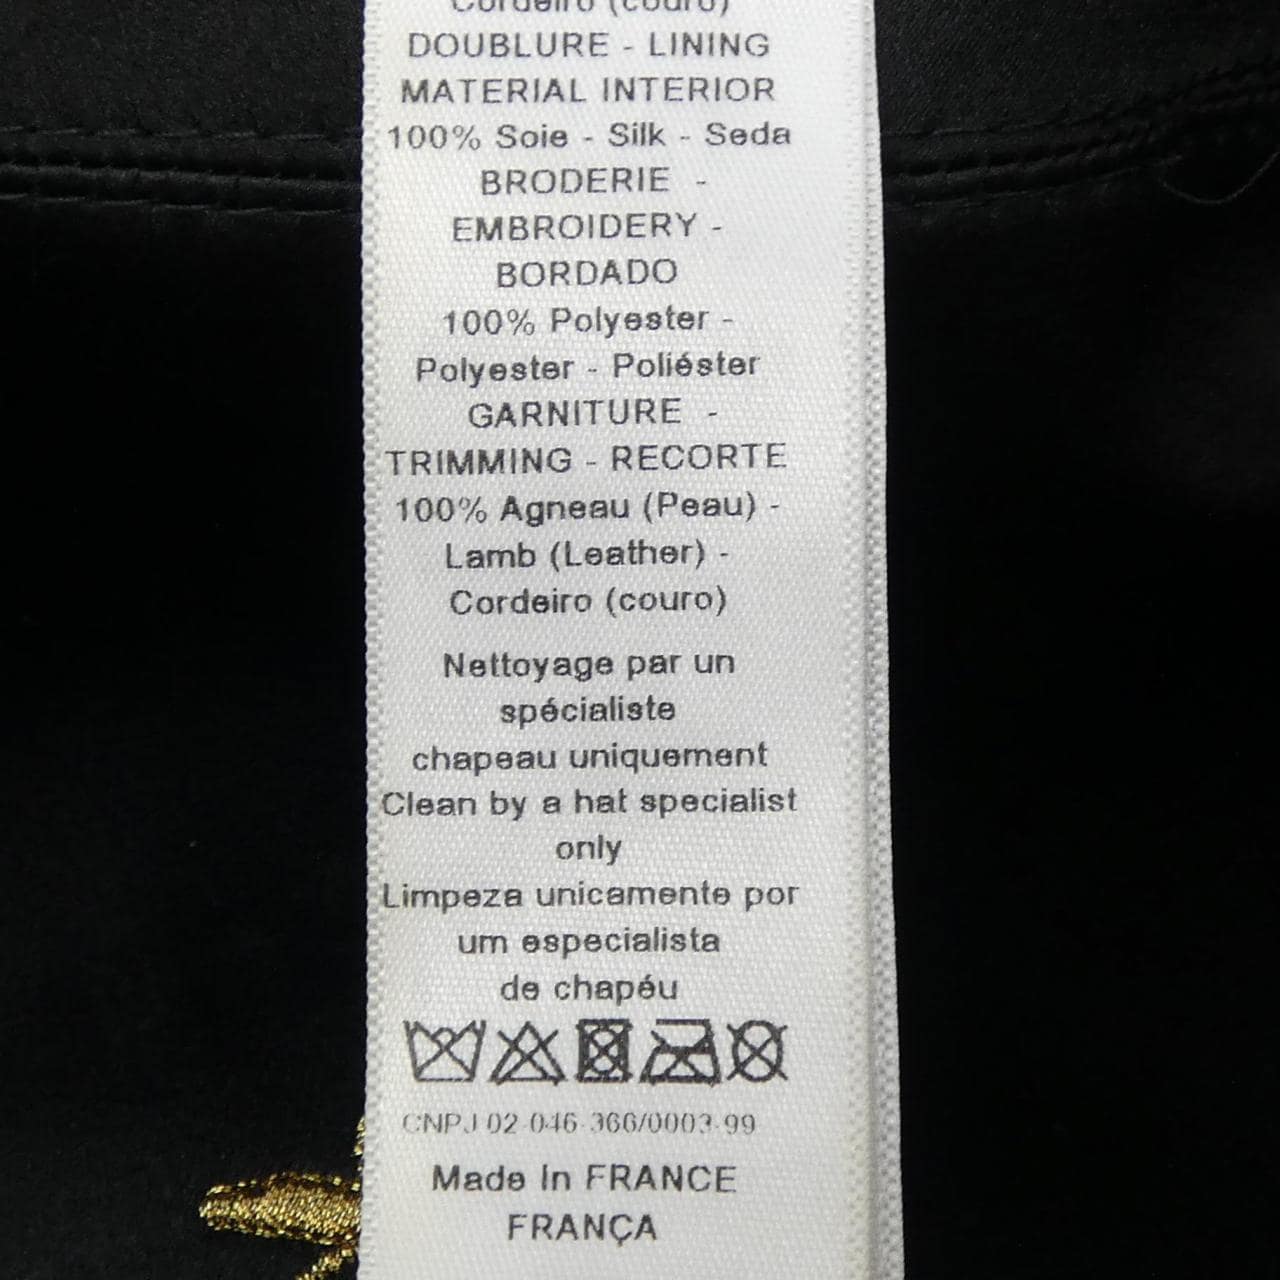 Cordeiro (couro)
DOUBLURE - LINING
MATERIAL INTERIOR
100% Soie - Silk - Seda
BRODERIE -
EMBROIDERY -
BORDADO
100% Polyester -
Polyester - Poliéster
GARNITURE -
TRIMMING - RECORTE
100% Agneau (Peau) -
Lamb (Leather) -
Cordeiro (couro)
Nettoyage par un
spécialiste
chapeau uniquement
Clean by a hat specialist
only
Limpeza unicamente por
um especialista
de chapéu
CNPJ 02-046-366/0003-99
Made In FRANCE
FRANÇA